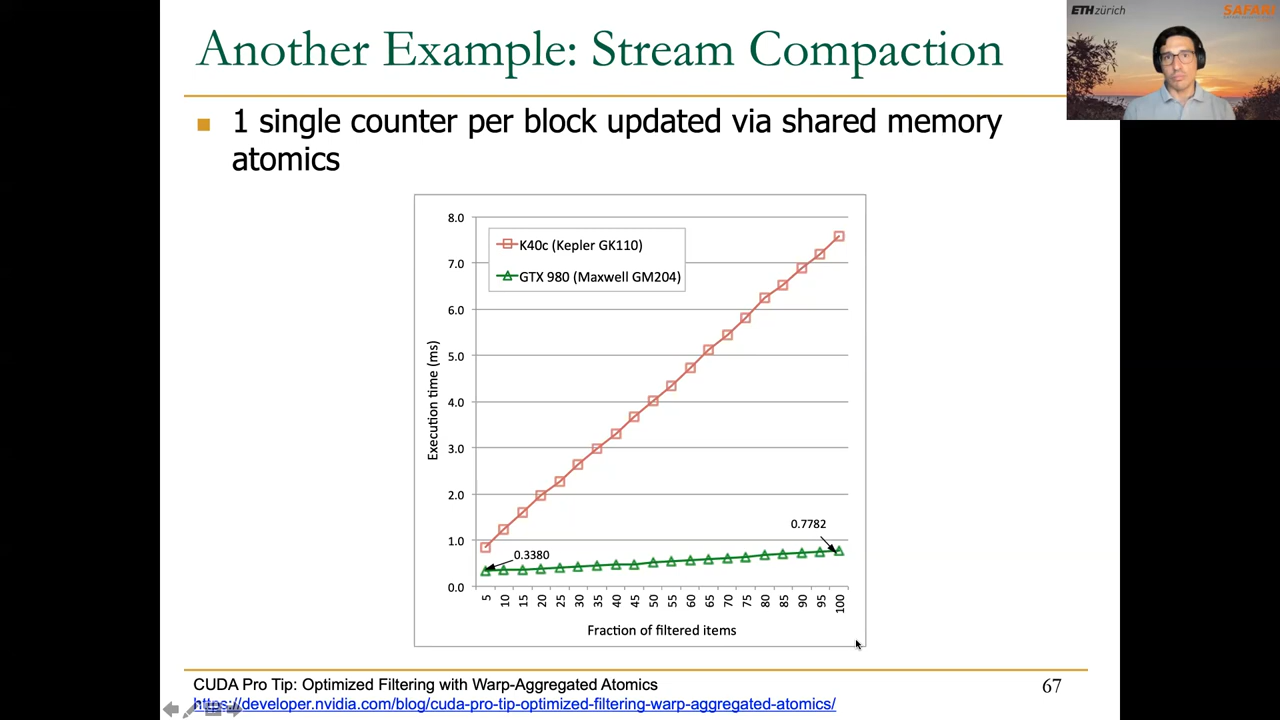 ETH zürich
SAFARI
Another Example: Stream Compaction
1 single counter per block updated via shared memory
atomics
8.0
7.0
6.0
5.0
4.0
3.0
2.0
1.0
0.0
Execution time (ms)
K40c (Kepler GK110)
GTX 980 (Maxwell GM204)
0.3380
0.7782
5 10 15 20 25 30 35 40 45 50 55 60 65 70 75 80 85 90 95 100
Fraction of filtered items
CUDA Pro Tip: Optimized Filtering with Warp-Aggregated Atomics
https://developer.nvidia.com/blog/cuda-pro-tip-optimized-filtering-warp-aggregated-atomics/
67